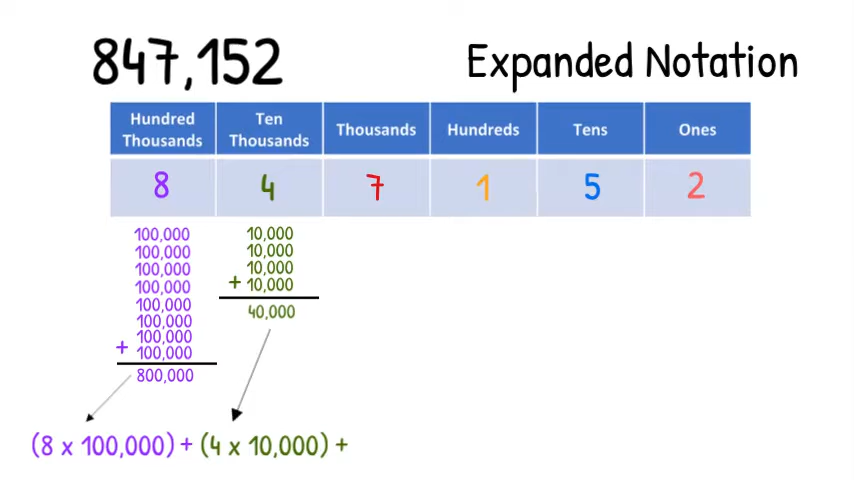 847,152
Expanded Notation
Hundred Thousands
Ten Thousands
Thousands
Hundreds
Tens
Ones
8 4 7 1 5 2
100,000
100,000
100,000
100,000
100,000
100,000
100,000
+ 100,000
800,000
10,000
10,000
10,000
+ 10,000
40,000
(8 x 100,000) + (4 x 10,000) +